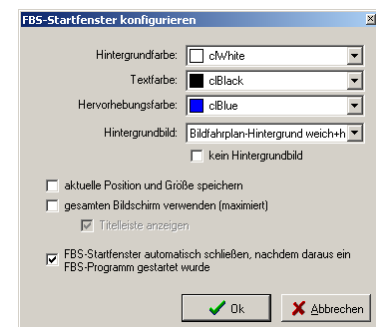 FBS-Startfenster konfigurieren
Hintergrundfarbe: clWhite
Textfarbe: clBlack
Hervorhebungsfarbe: clBlue
Hintergrundbild: Bildfahrplan-Hintergrund weich+h
kein Hintergrundbild
aktuelle Position und Größe speichern
gesamten Bildschirm verwenden (maximiert)
Titelleiste anzeigen
FBS-Startfenster automatisch schließen, nachdem daraus ein
FBS-Programm gestartet wurde
Ok Abbrechen